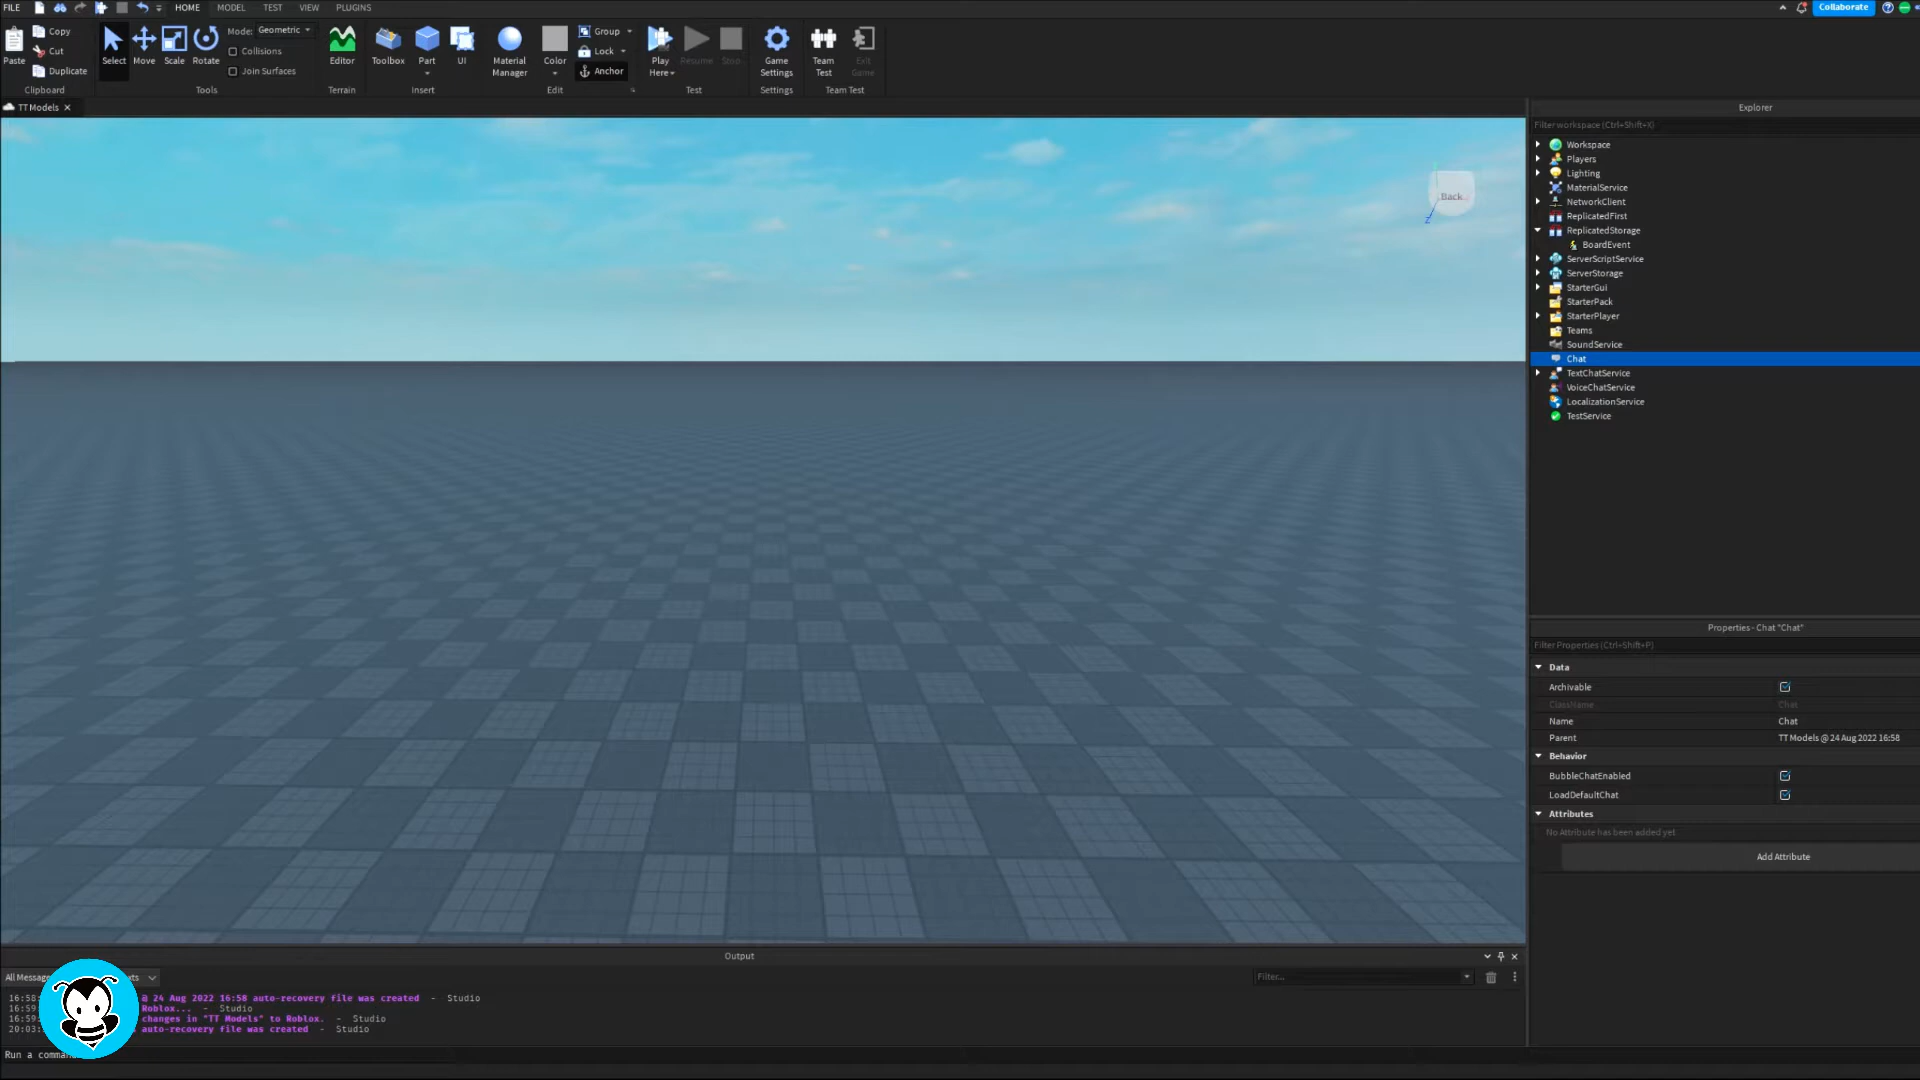 FILE
HOME
MODEL
TEST
VIEW
PLUGINS
Collaborate
Paste
Copy
Cut
Duplicate
Clipboard
Select
Move
Scale
Rotate
Mode: Geometric
Collisions
Join Surfaces
Tools
Editor
Terrain
Toolbox
Part
UI
Insert
Material
Manager
Color
Group
Lock
Anchor
Edit
Play
Here
Resume
Stop
Test
Game
Settings
Settings
Team
Test
Exit
Game
Team Test
TT Models
Back
Z
Explorer
Filter workspace (Ctrl+Shift+X)
Workspace
Players
Lighting
MaterialService
NetworkClient
ReplicatedFirst
ReplicatedStorage
BoardEvent
ServerScriptService
ServerStorage
StarterGui
StarterPack
StarterPlayer
Teams
SoundService
Chat
TextChatService
VoiceChatService
LocalizationService
TestService
Properties - Chat "Chat"
Filter Properties (Ctrl+Shift+P)
Data
Archivable
ClassName Chat
Name Chat
Parent TT Models @ 24 Aug 2022 16:58
Behavior
BubbleChatEnabled
LoadDefaultChat
Attributes
No Attribute has been added yet
Add Attribute
Output
All Messag
xts
Filter...
16:58: @ 24 Aug 2022 16:58 auto-recovery file was created - Studio
16:59: Roblox... - Studio
16:59: changes in "TT Models" to Roblox. - Studio
20:03: auto-recovery file was created - Studio
Run a comman